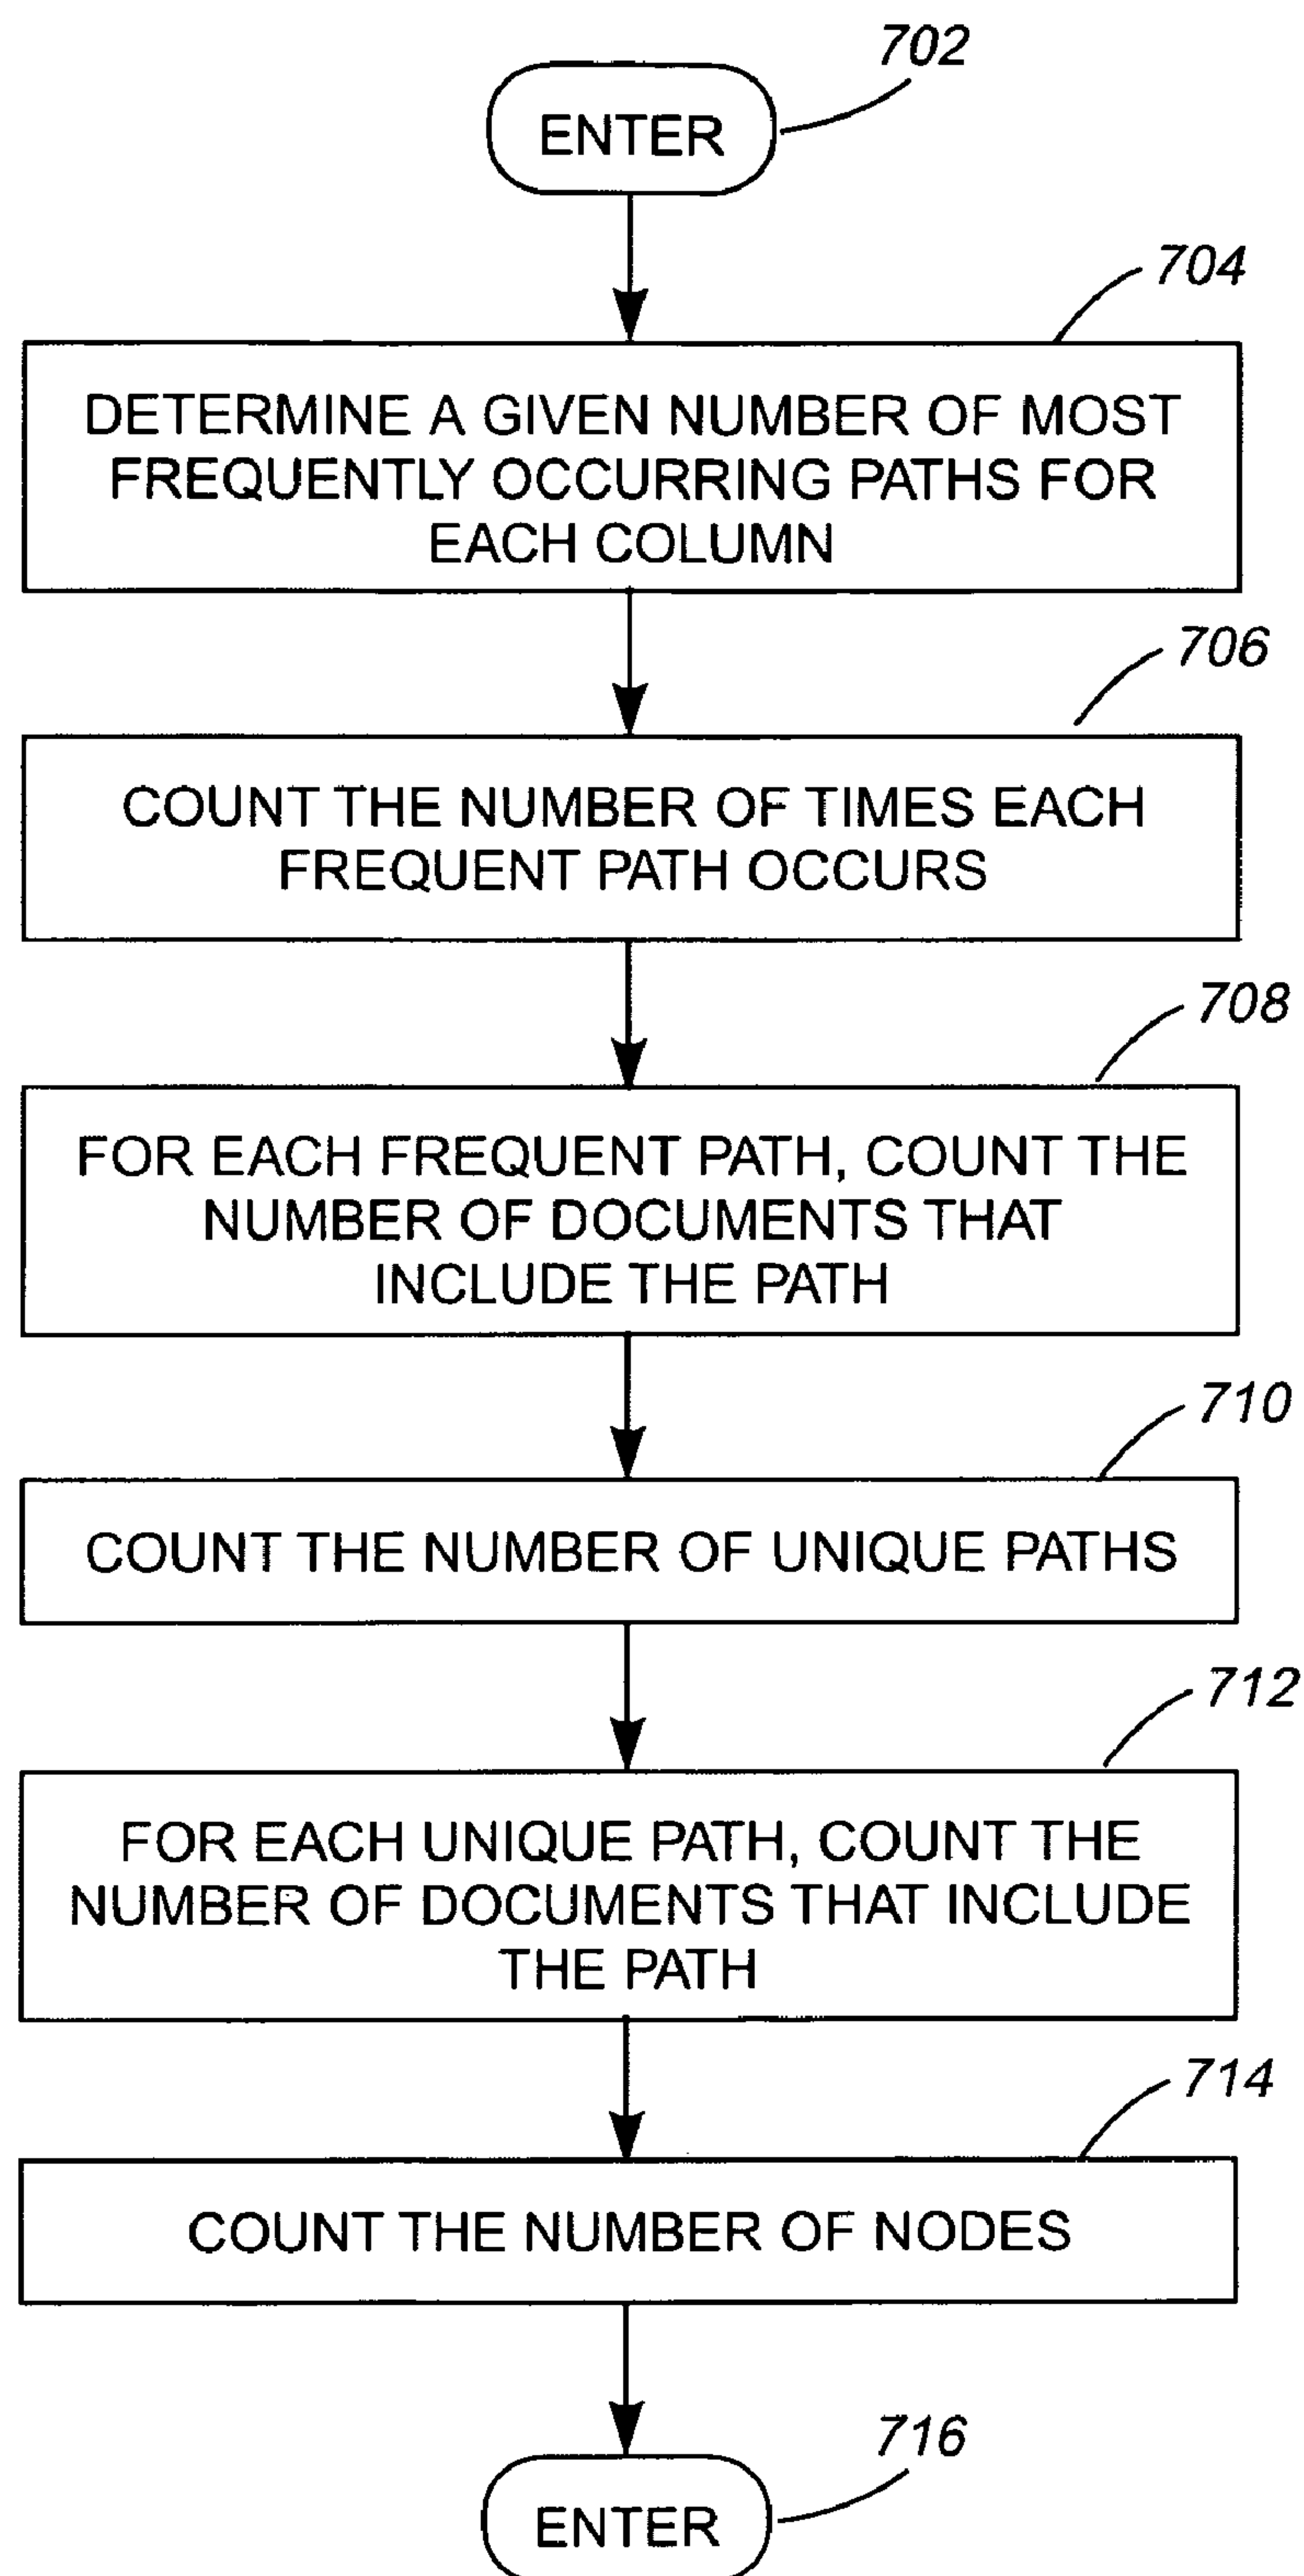 702
ENTER
704
DETERMINE A GIVEN NUMBER OF MOST
FREQUENTLY OCCURRING PATHS FOR
EACH COLUMN
706
COUNT THE NUMBER OF TIMES EACH
FREQUENT PATH OCCURS
708
FOR EACH FREQUENT PATH, COUNT THE
NUMBER OF DOCUMENTS THAT
INCLUDE THE PATH
710
COUNT THE NUMBER OF UNIQUE PATHS
712
FOR EACH UNIQUE PATH, COUNT THE
NUMBER OF DOCUMENTS THAT INCLUDE
THE PATH
714
COUNT THE NUMBER OF NODES
716
ENTER